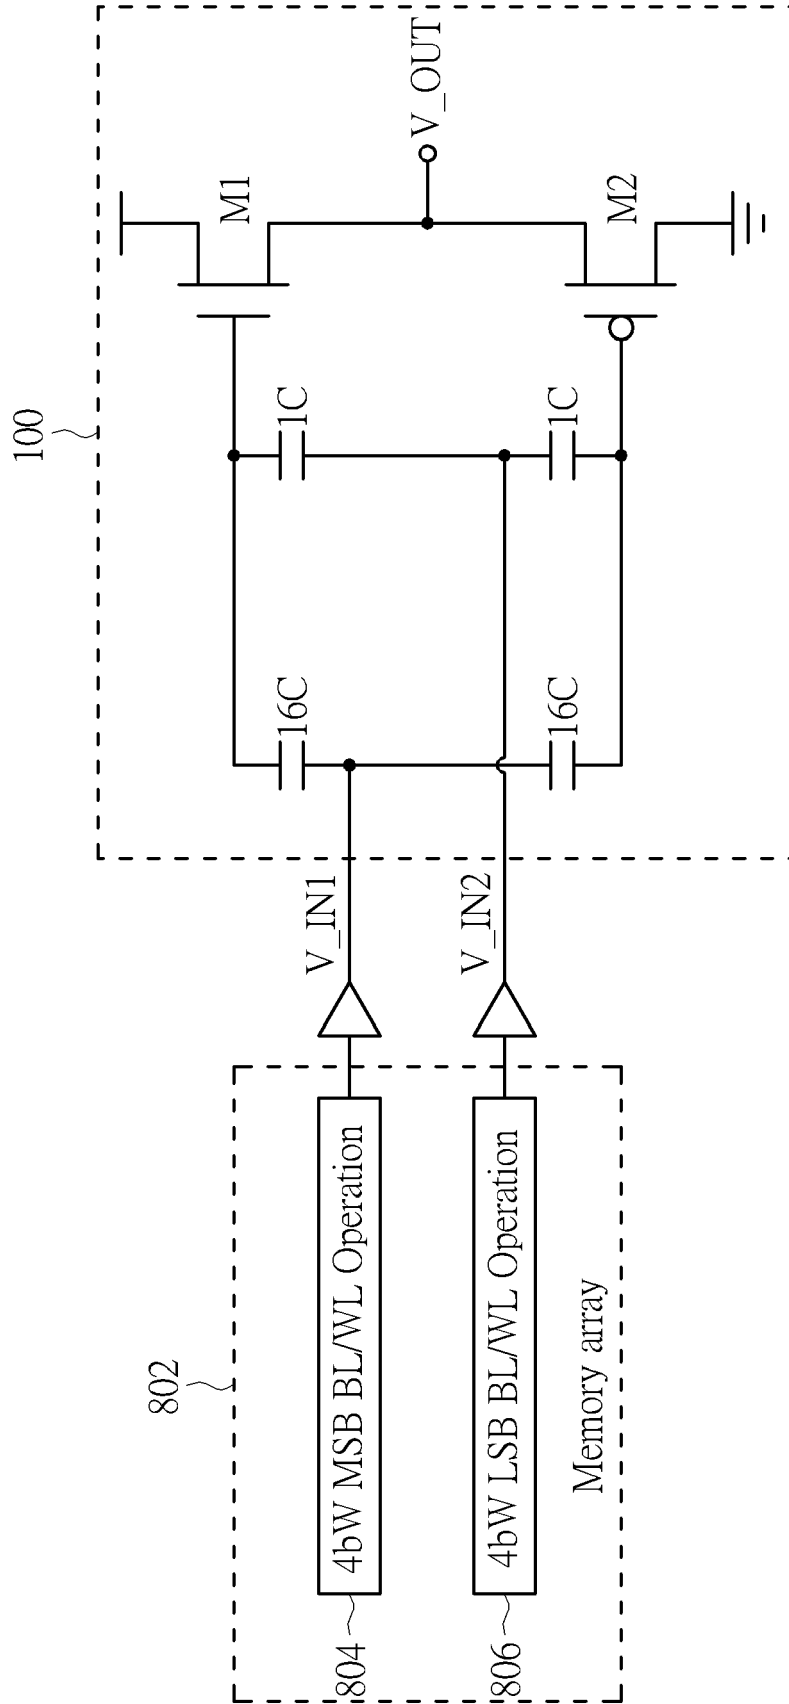 802
804
4bW MSB BL/WL Operation
806
4bW LSB BL/WL Operation
Memory array
V_IN1
V_IN2
100
16C
1C
16C
1C
M1
M2
V_OUT